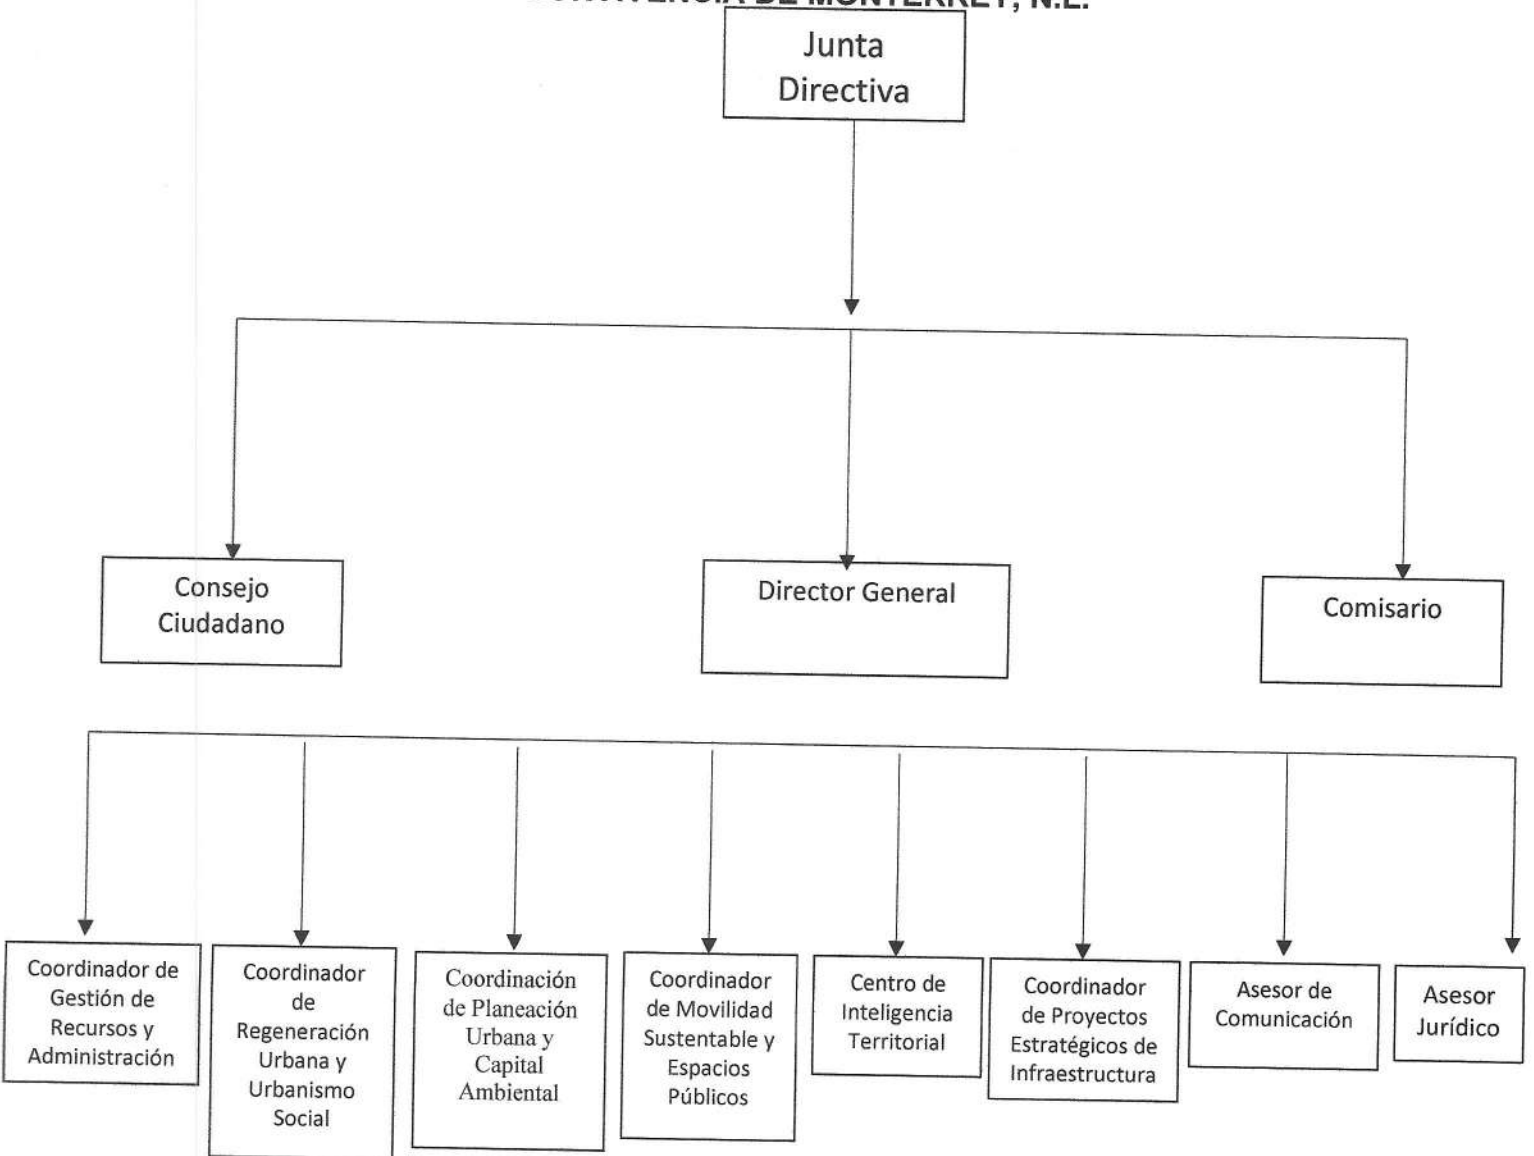 DE MONTERREY, N.L.
Junta
Directiva
Consejo
Ciudadano
Director General
Comisario
Coordinador de
Gestión de
Recursos y
Administración
Coordinador
de
Regeneración
Urbana y
Urbanismo
Social
Coordinación
de Planeación
Urbana y
Capital
Ambiental
Coordinador
de Movilidad
Sustentable y
Espacios
Públicos
Centro de
Inteligencia
Territorial
Coordinador
de Proyectos
Estratégicos de
Infraestructura
Asesor de
Comunicación
Asesor
Jurídico